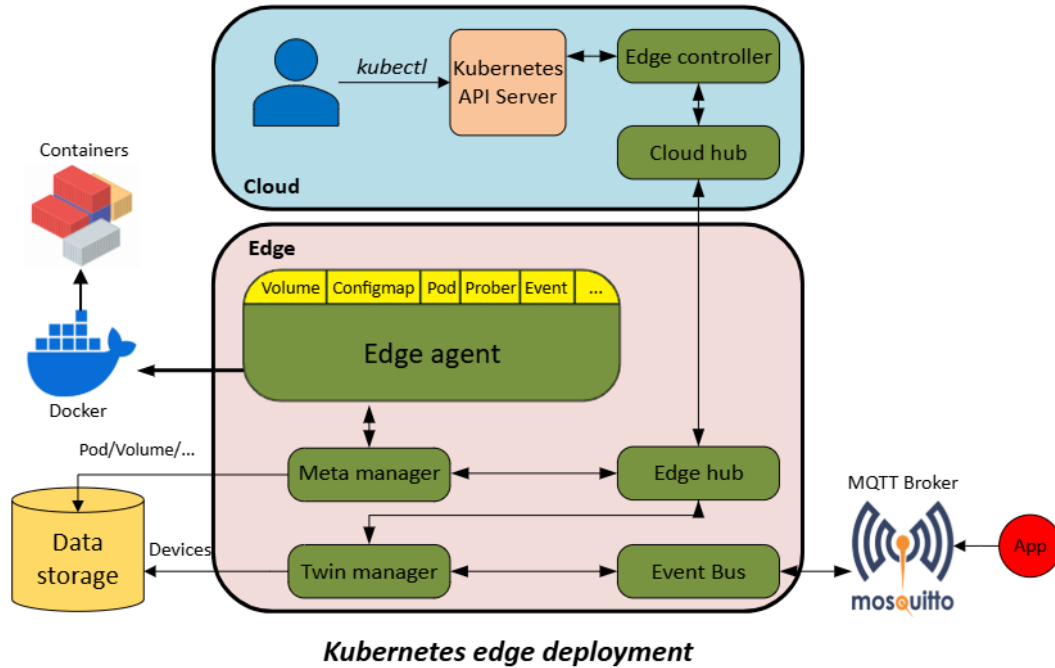 kubectl
Kubernetes
API Server
Edge controller
Cloud hub
Cloud
Containers
Edge
Volume
Configmap
Pod
Prober
Event
...
Edge agent
Docker
Pod/Volume/...
Meta manager
Edge hub
MQTT Broker
Data
storage
Devices
Twin manager
Event Bus
mosquitto
App
Kubernetes edge deployment